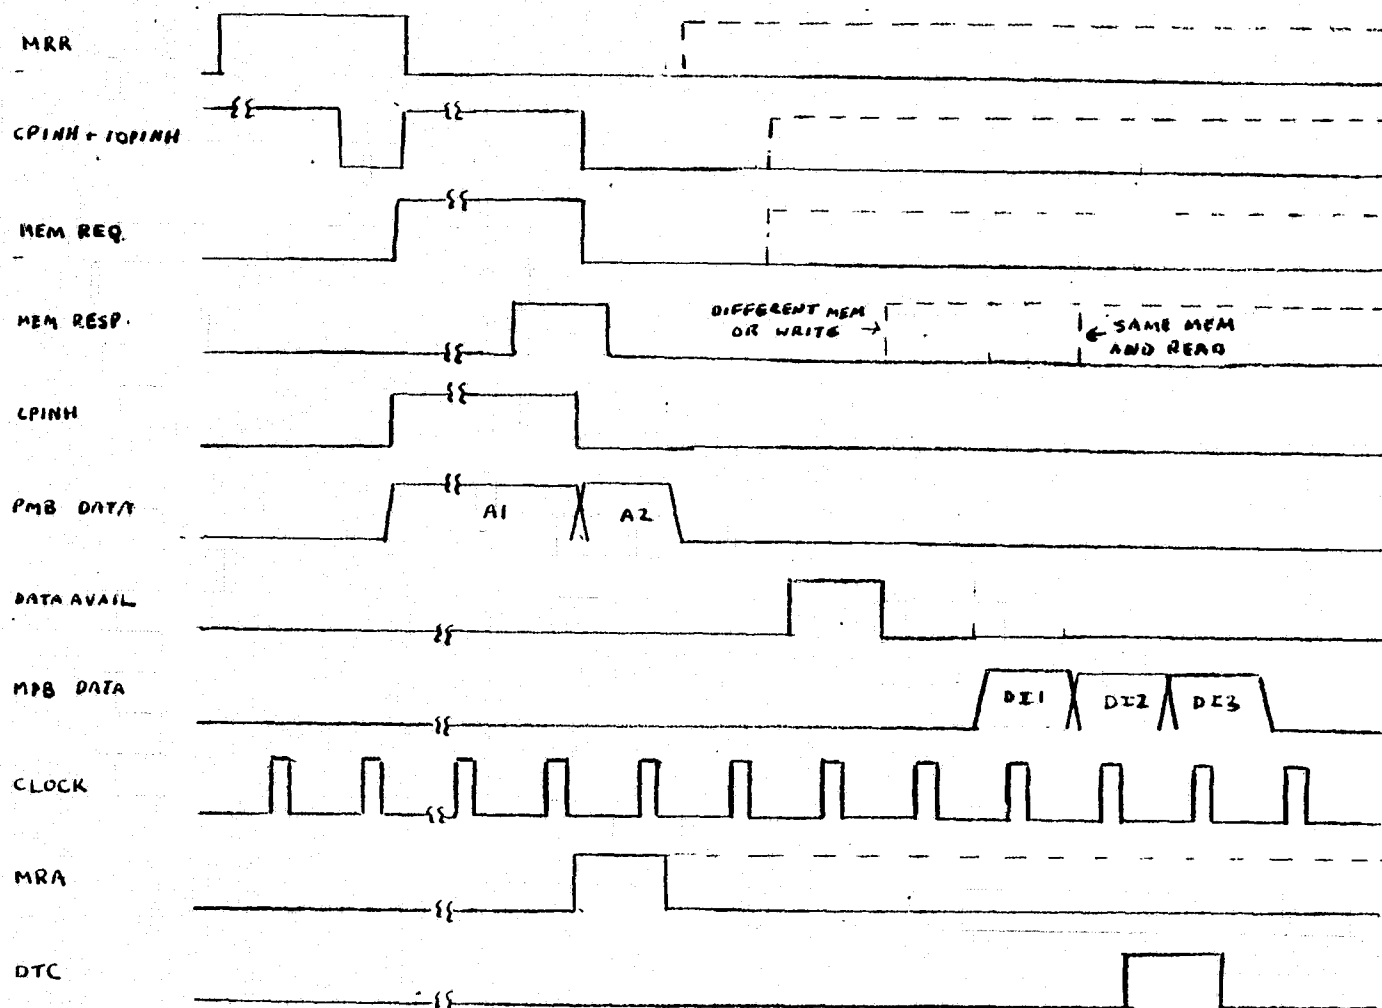 MRR
CPINH + IOPINH
MEM REQ.
MEM RESP.
DIFFERENT MEM
OR WRITE →
← SAME MEM
AND READ
CPINH
PMB DATA
A1
A2
DATA AVAIL
MPB DATA
DI1
DI2
DI3
CLOCK
MRA
DTC